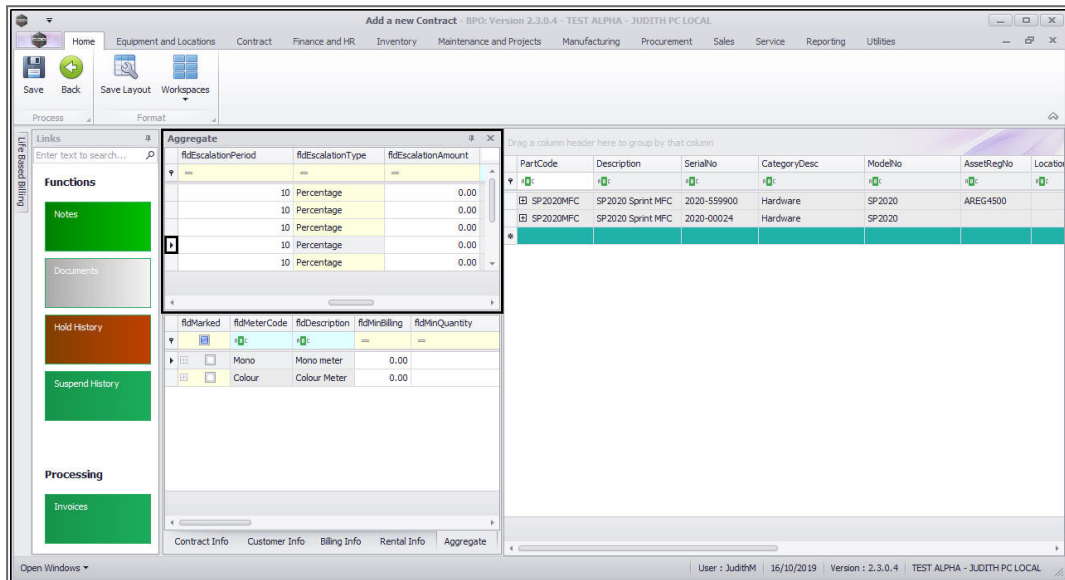 Add a new Contract - BPO: Version 2.3.0.4 - TEST ALPHA - JUDITH PC LOCAL
Home Equipment and Locations Contract Finance and HR Inventory Maintenance and Projects Manufacturing Procurement Sales Service Reporting Utilities
Save Back Save Layout Workspaces
Process Format
Life Based Billing
Links
Enter text to search...
Functions
Notes
Documents
Hold History
Suspend History
Processing
Invoices
Aggregate
fldEscalationPeriod fldEscalationType fldEscalationAmount
= = =
10 Percentage 0.00
10 Percentage 0.00
10 Percentage 0.00
10 Percentage 0.00
10 Percentage 0.00
fldMarked fldMeterCode fldDescription fldMinBilling fldMinQuantity
= =
Mono Mono meter 0.00
Colour Colour Meter 0.00
Contract Info Customer Info Billing Info Rental Info Aggregate
Drag a column header here to group by that column
PartCode Description SerialNo CategoryDesc ModelNo AssetRegNo Locatio
SP2020MFC SP2020 Sprint MFC 2020-559900 Hardware SP2020 AREG4500
SP2020MFC SP2020 Sprint MFC 2020-00024 Hardware SP2020
Open Windows User : JudithM 16/10/2019 Version : 2.3.0.4 TEST ALPHA - JUDITH PC LOCAL